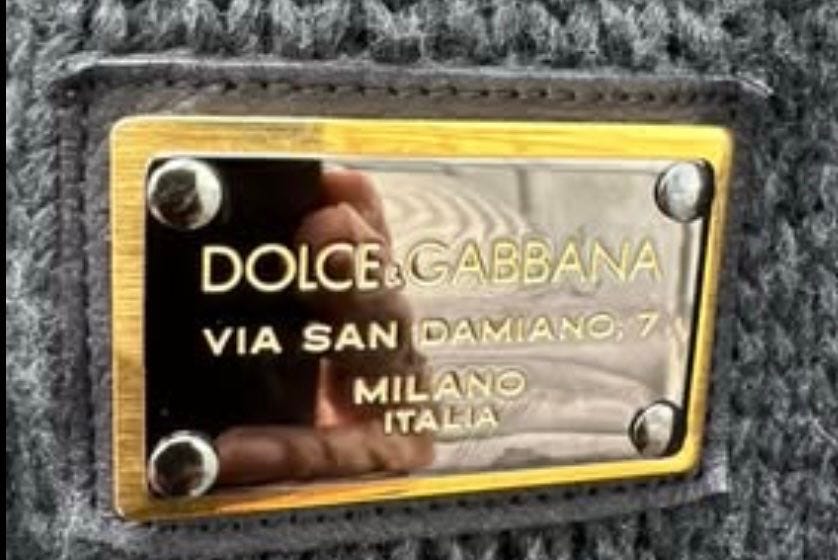 DOLCE&GABBANA
VIA SAN DAMIANO, 7
MILANO
ITALIA